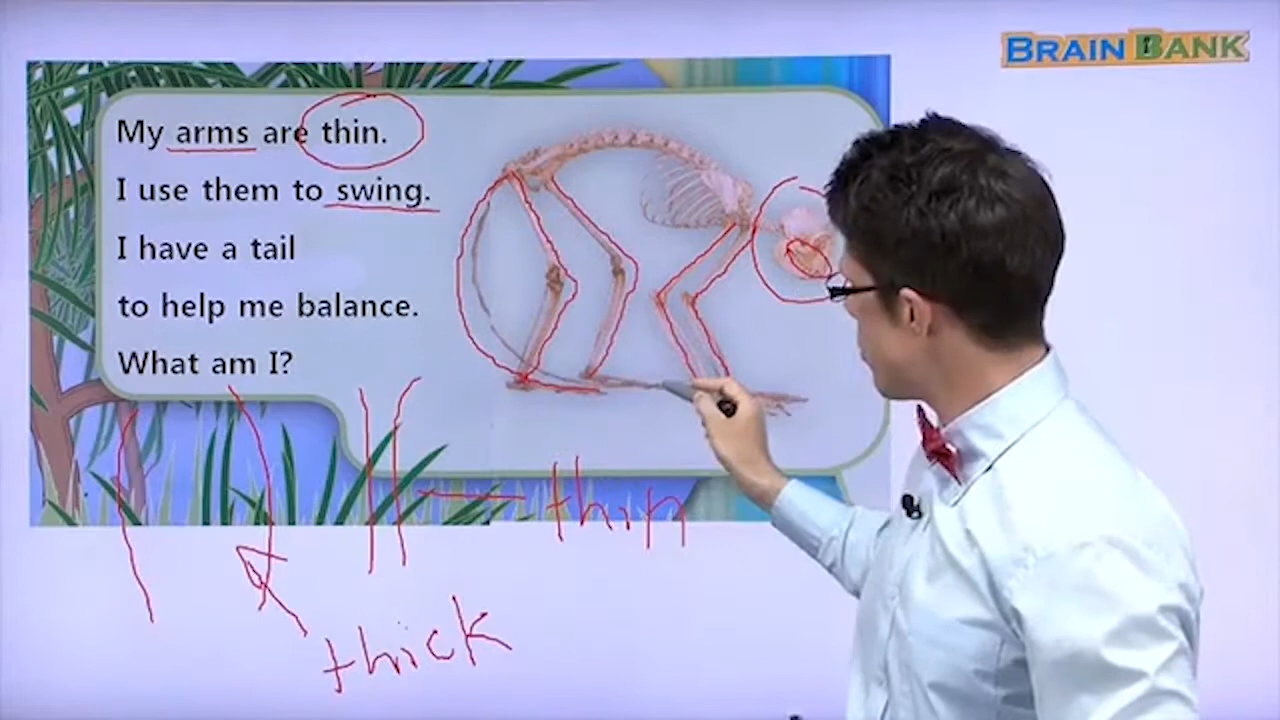 BRAIN BANK
My arms are thin.
I use them to swing.
I have a tail
to help me balance.
What am I?
thin
thick